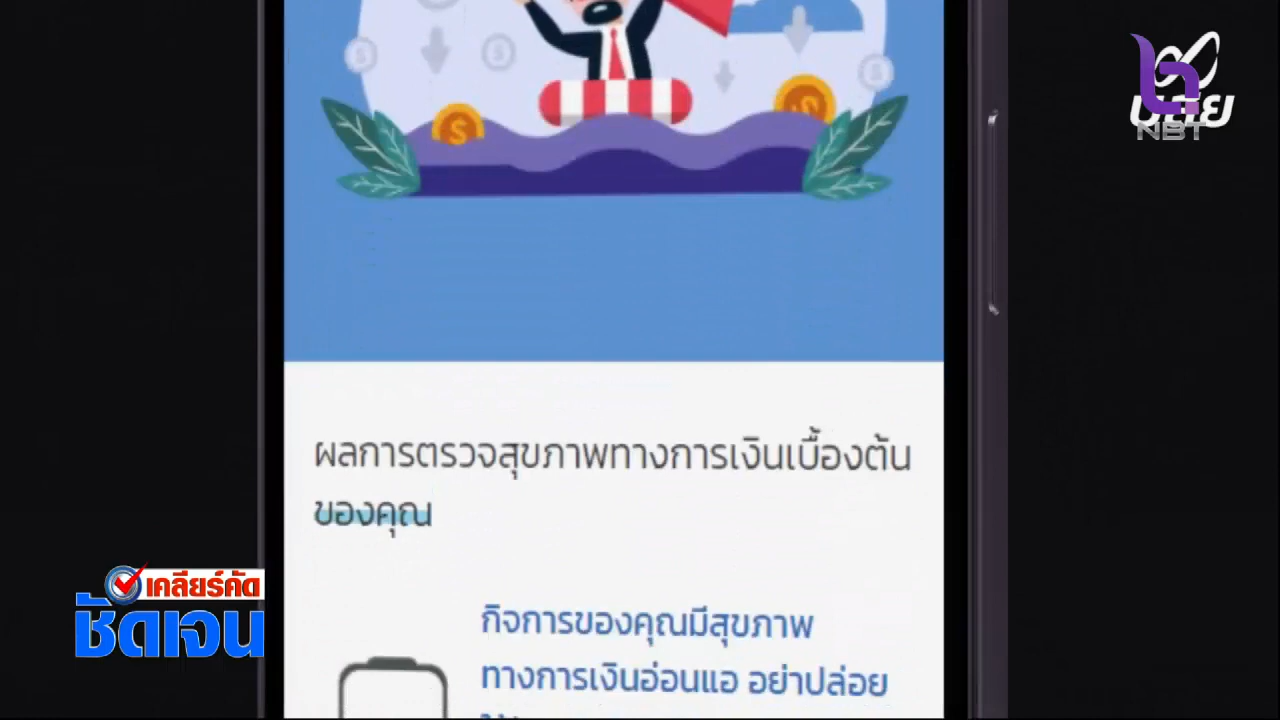 NBT
ผลการตรวจสุขภาพทางการเงินเบื้องต้น
ของคุณ
กิจการของคุณมีสุขภาพ
ทางการเงินอ่อนแอ อย่าปล่อย
เคลียร์คัด
ชัดเจน